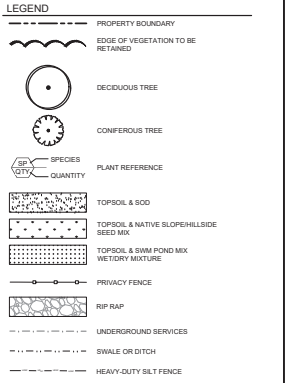 LEGEND
PROPERTY BOUNDARY
EDGE OF VEGETATION TO BE
RETAINED
DECIDUOUS TREE
CONIFEROUS TREE
SP
QTY
SPECIES
QUANTITY
PLANT REFERENCE
TOPSOIL & SOD
TOPSOIL & NATIVE SLOPE/HILLSIDE
SEED MIX
TOPSOIL & SWM POND MIX
WET/DRY MIXTURE
PRIVACY FENCE
RIP RAP
UNDERGROUND SERVICES
SWALE OR DITCH
HEAVY-DUTY SILT FENCE